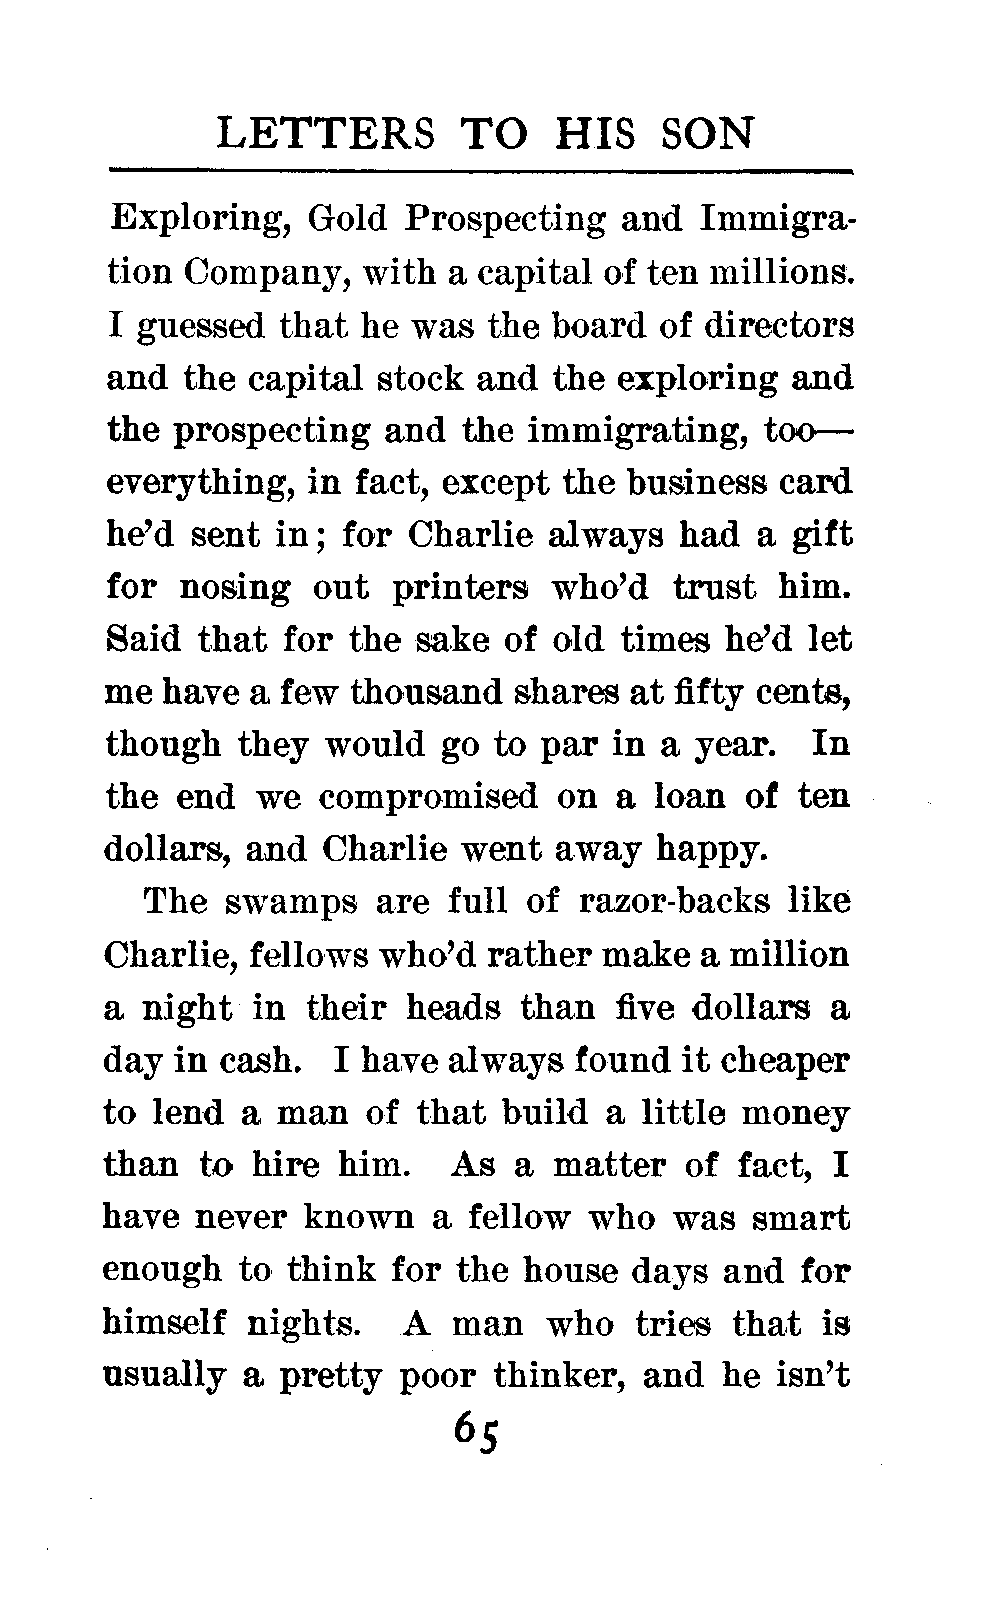 LETTERS TO HIS SON
Exploring, Gold Prospecting and Immigra-
tion Company, with a capital of ten millions.
I guessed that he was the board of directors
and the capital stock and the exploring and
the prospecting and the immigrating, too—
everything, in fact, except the business card
he'd sent in; for Charlie always had a gift
for nosing out printers who'd trust him.
Said that for the sake of old times he'd let
me have a few thousand shares at fifty cents,
though they would go to par in a year. In
the end we compromised on a loan of ten
dollars, and Charlie went away happy.
The swamps are full of razor-backs like
Charlie, fellows who'd rather make a million
a night in their heads than five dollars a
day in cash. I have always found it cheaper
to lend a man of that build a little money
than to hire him. As a matter of fact, I
have never known a fellow who was smart
enough to think for the house days and for
himself nights. A man who tries that is
usually a pretty poor thinker, and he isn't
65